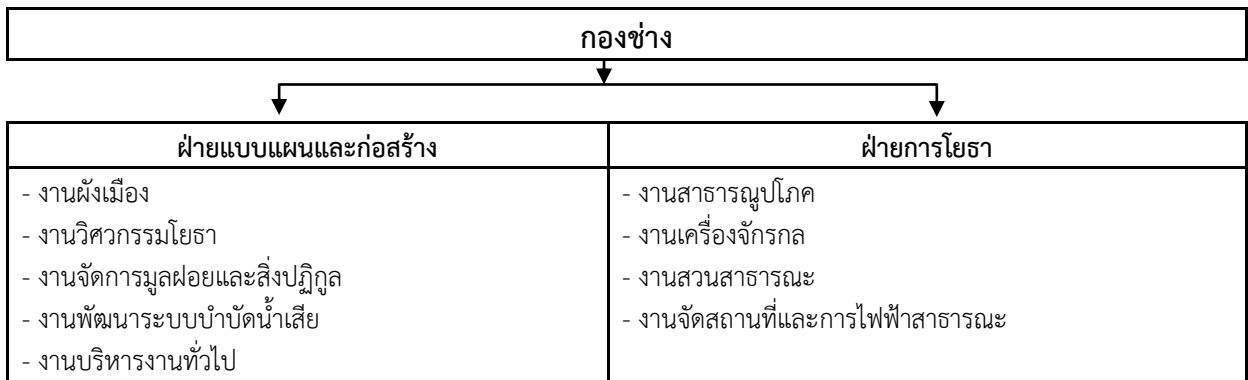 กองช่าง
ฝ่ายแบบแผนและก่อสร้าง
- งานผังเมือง
- งานวิศวกรรมโยธา
- งานจัดการมูลฝอยและสิ่งปฏิกูล
- งานพัฒนาระบบบำบัดน้ำเสีย
- งานบริหารงานทั่วไป
ฝ่ายการโยธา
- งานสาธารณูปโภค
- งานเครื่องจักรกล
- งานสวนสาธารณะ
- งานจัดสถานที่และการไฟฟ้าสาธารณะ